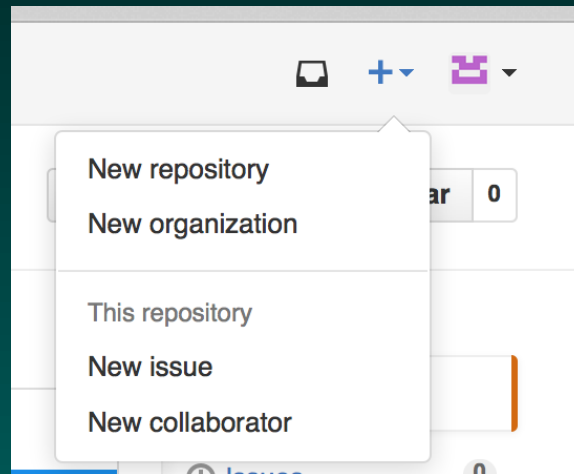 New repository
New organization
ar 0
This repository
New issue
New collaborator
0